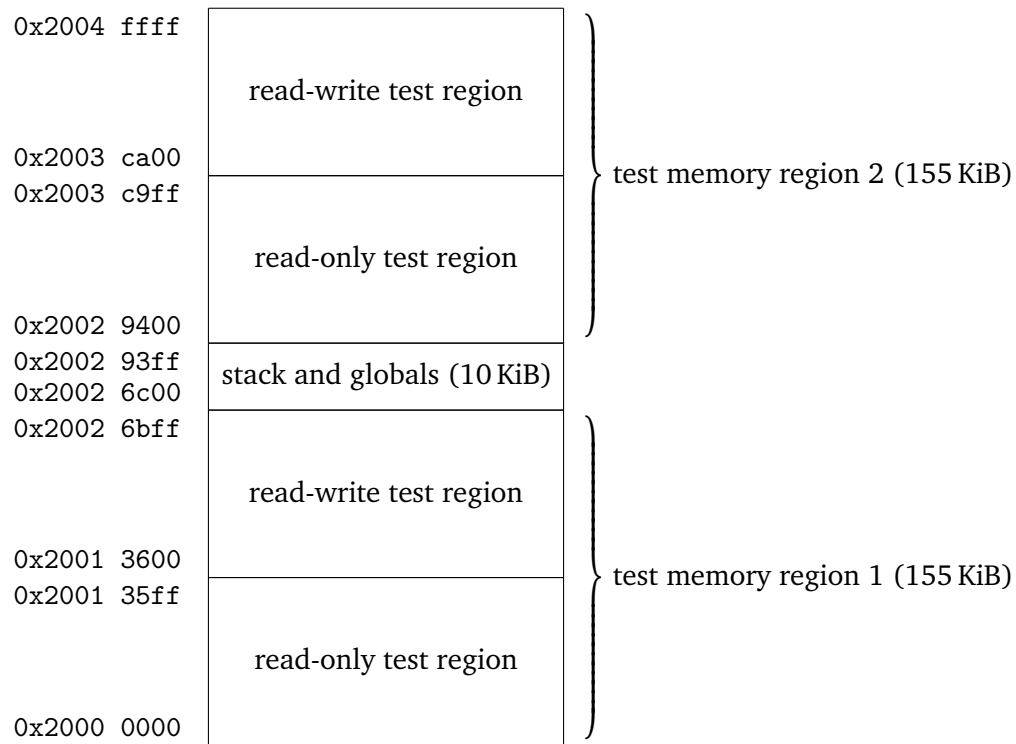 0x2004 ffff
read-write test region
0x2003 ca00
test memory region 2 (155 KiB)
0x2003 c9ff
read-only test region
0x2002 9400
0x2002 93ff
stack and globals (10 KiB)
0x2002 6c00
0x2002 6bff
read-write test region
0x2001 3600
test memory region 1 (155 KiB)
0x2001 35ff
read-only test region
0x2000 0000